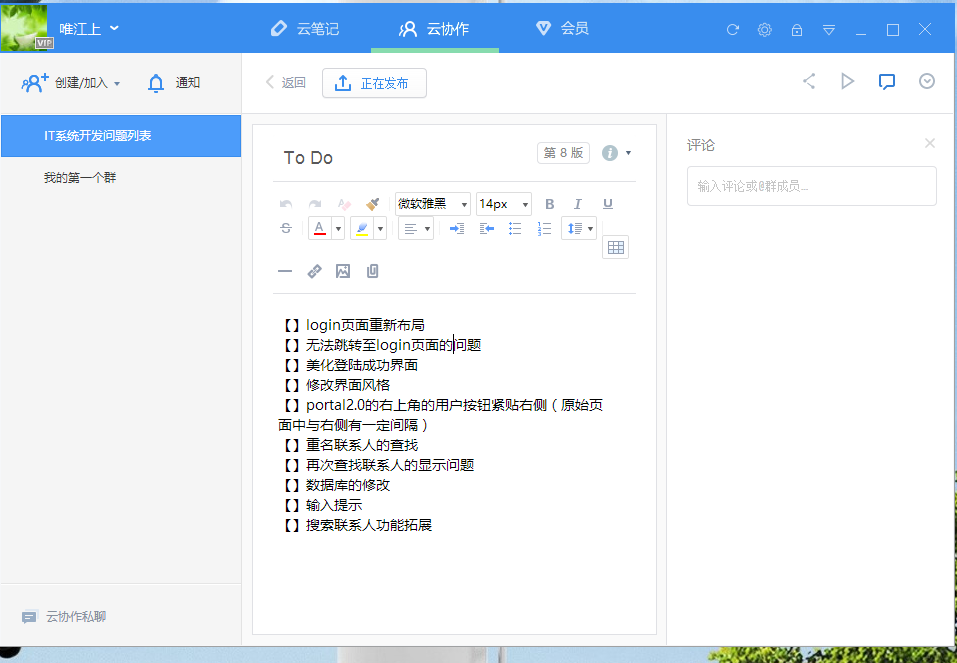 唯江上
VIP
云笔记
云协作
会员
创建/加入
通知
返回
正在发布
IT系统开发问题列表
我的第一个群
To Do
第 8 版
评论
输入评论或@群成员...
微软雅黑
14px
B
I
U
S
A
【】login页面重新布局
【】无法跳转至login页面的问题
【】美化登陆成功界面
【】修改界面风格
【】portal2.0的右上角的用户按钮紧贴右侧（原始页
面中与右侧有一定间隔）
【】重名联系人的查找
【】再次查找联系人的显示问题
【】数据库的修改
【】输入提示
【】搜索联系人功能拓展
云协作私聊